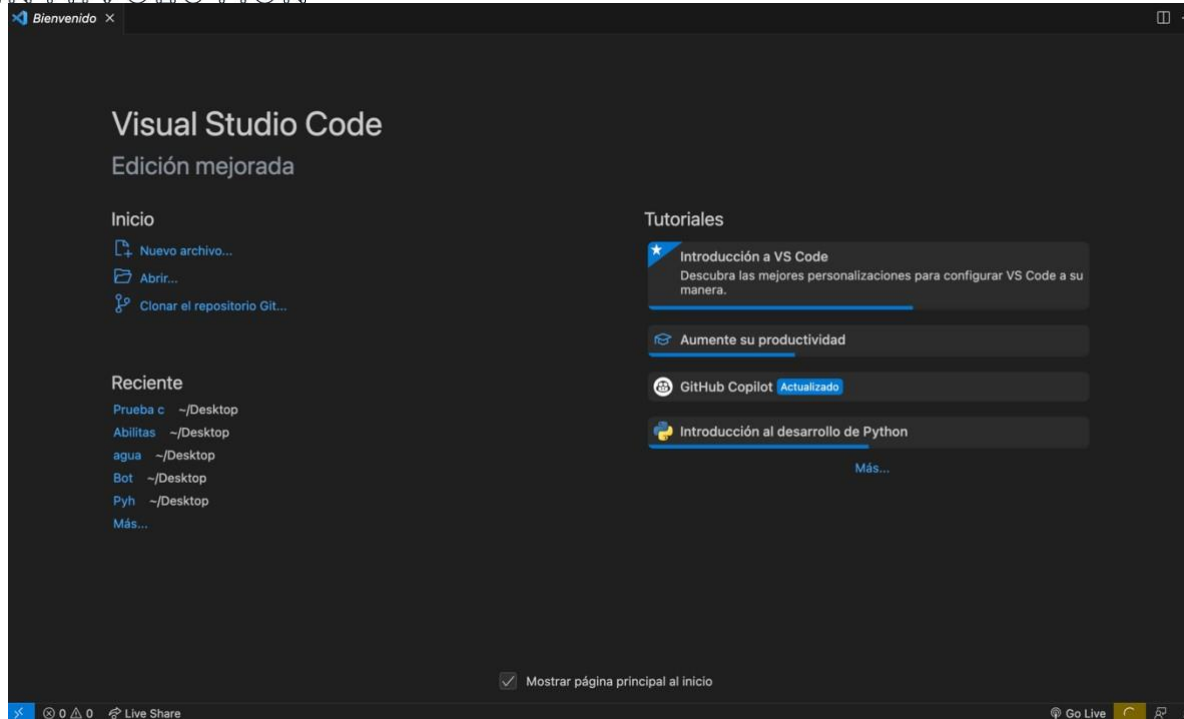 Bienvenido
Visual Studio Code
Edición mejorada
Inicio
Nuevo archivo...
Abrir...
Clonar el repositorio Git...
Reciente
Prueba c ~/Desktop
Abilitas ~/Desktop
agua ~/Desktop
Bot ~/Desktop
Pyh ~/Desktop
Más...
Tutoriales
Introducción a VS Code
Descubra las mejores personalizaciones para configurar VS Code a su
manera.
Aumente su productividad
GitHub Copilot Actualizado
Introducción al desarrollo de Python
Más...
Mostrar página principal al inicio
0 0 Live Share
Go Live